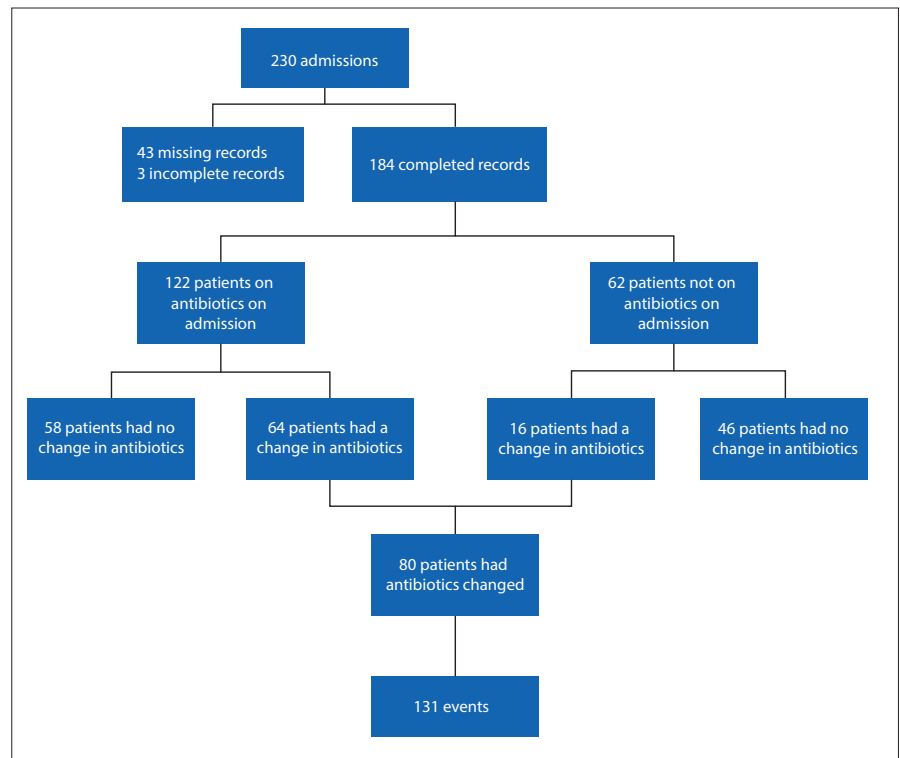 230 admissions
43 missing records
3 incomplete records
184 completed records
122 patients on
antibiotics on
admission
62 patients not on
antibiotics on
admission
58 patients had no
change in antibiotics
64 patients had a
change in antibiotics
16 patients had a
change in antibiotics
46 patients had no
change in antibiotics
80 patients had
antibiotics changed
131 events